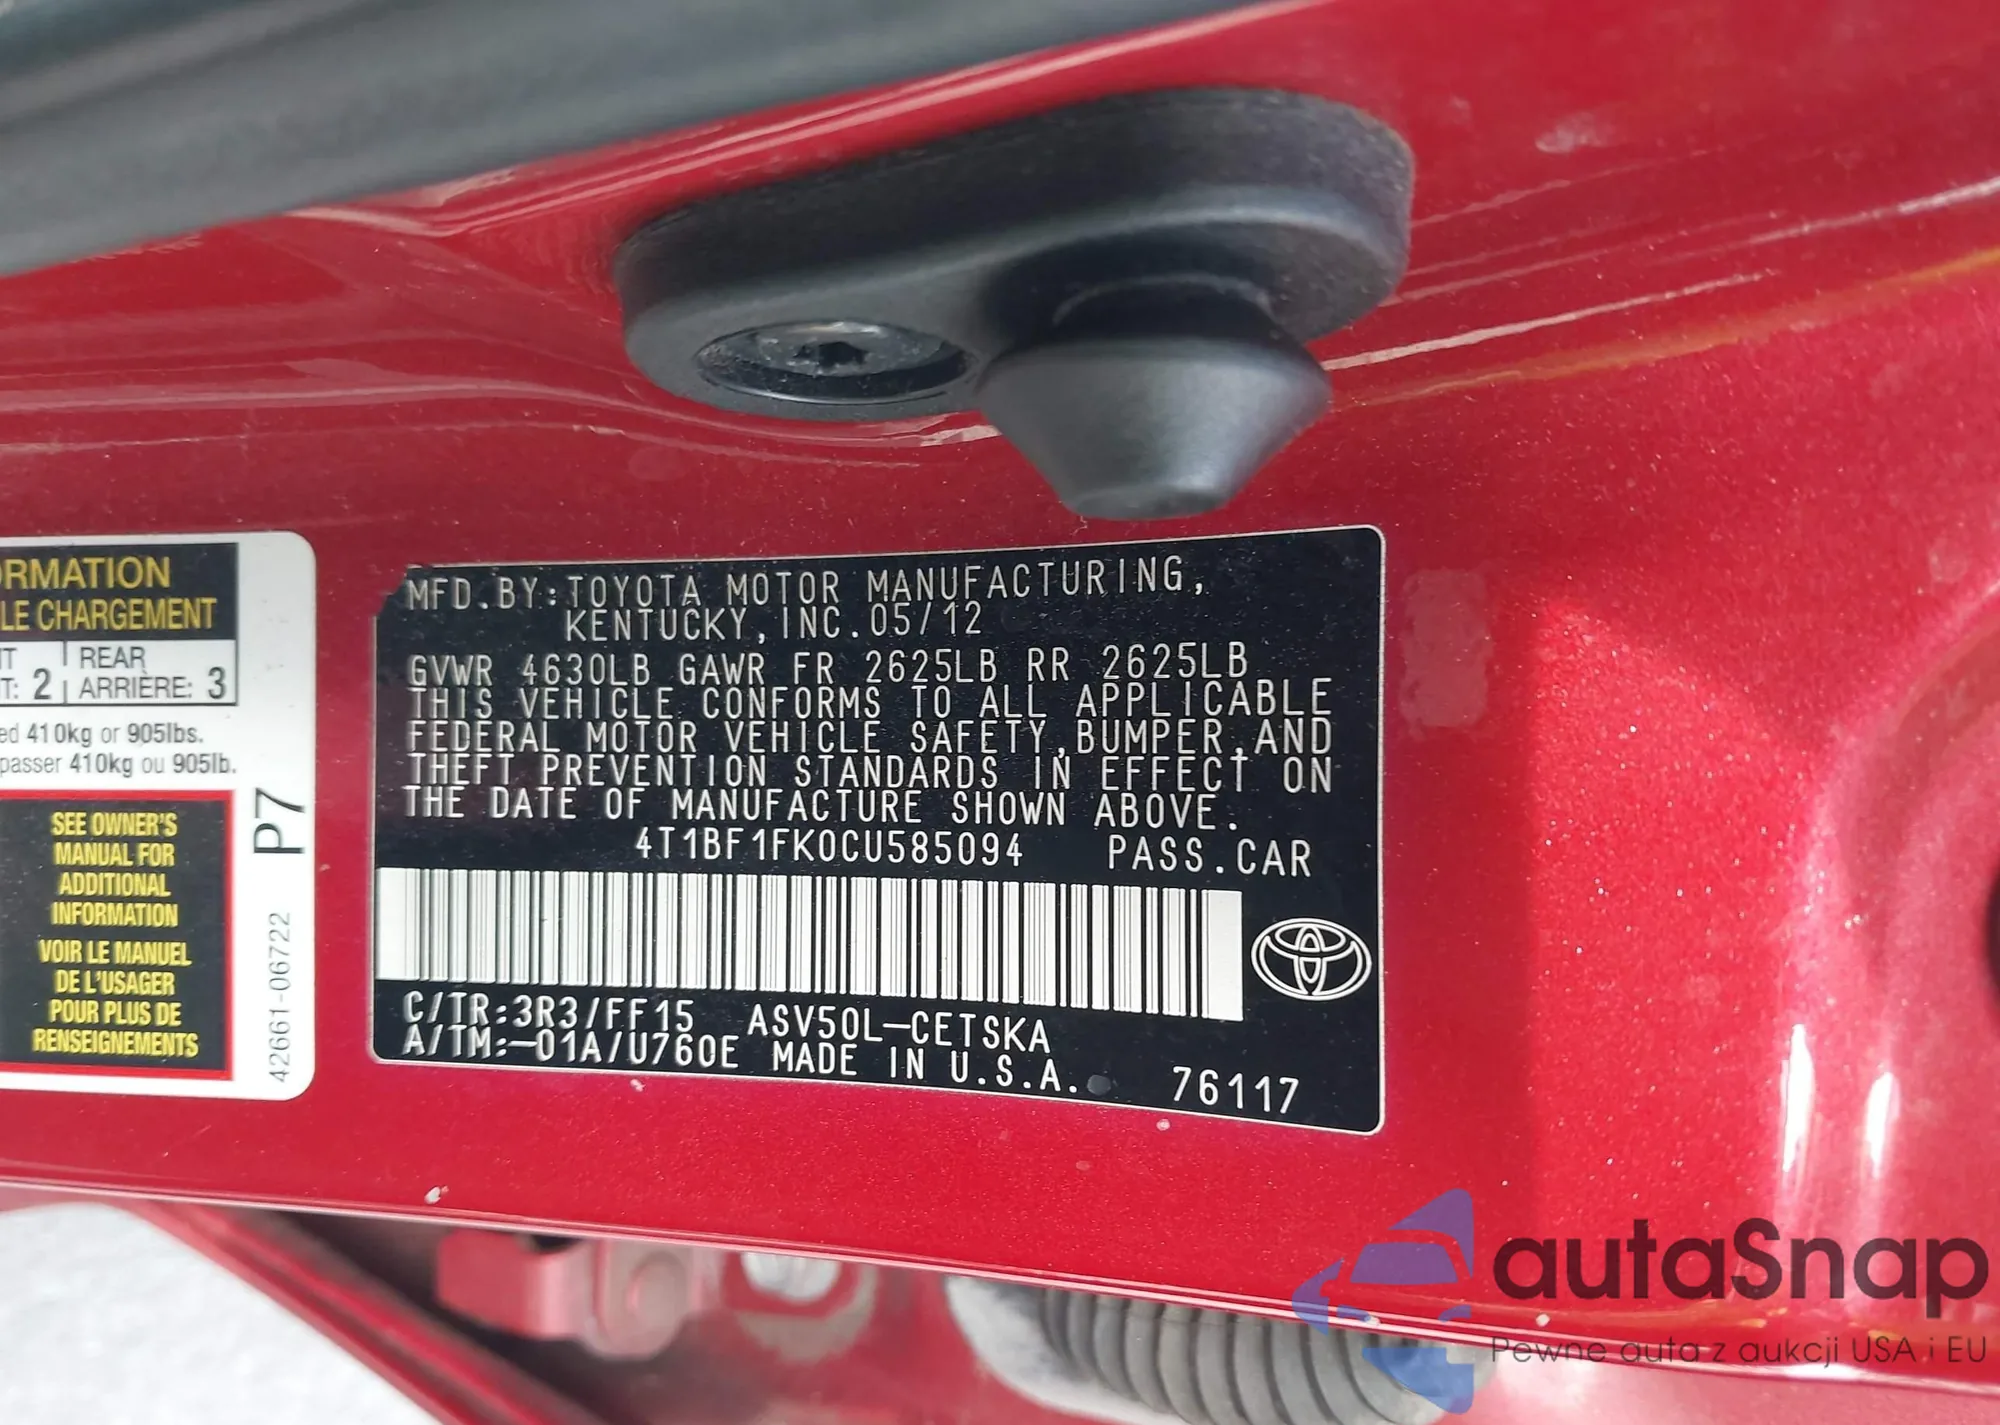 ORMATION
LE CHARGEMENT
REAR
T: 2 ARRIÈRE: 3
ed 410kg or 905lbs.
passer 410kg ou 905lb.
SEE OWNER'S
MANUAL FOR
ADDITIONAL
INFORMATION
VOIR LE MANUEL
DE L'USAGER
POUR PLUS DE
RENSEIGNEMENTS
P7
42661-06722
MFD.BY:TOYOTA MOTOR MANUFACTURING,
KENTUCKY,INC.05/12
GVWR 4630LB GAWR FR 2625LB RR 2625LB
THIS VEHICLE CONFORMS TO ALL APPLICABLE
FEDERAL MOTOR VEHICLE SAFETY,BUMPER,AND
THEFT PREVENTION STANDARDS IN EFFECT ON
THE DATE OF MANUFACTURE SHOWN ABOVE.
4T1BF1FK0CU585094 PASS.CAR
C/TR:3R3/FF15 ASV50L-CETSKA
A/TM:-01A/U760E MADE IN U.S.A. 76117
autaSnap
Pewne auta z aukcji USA i EU